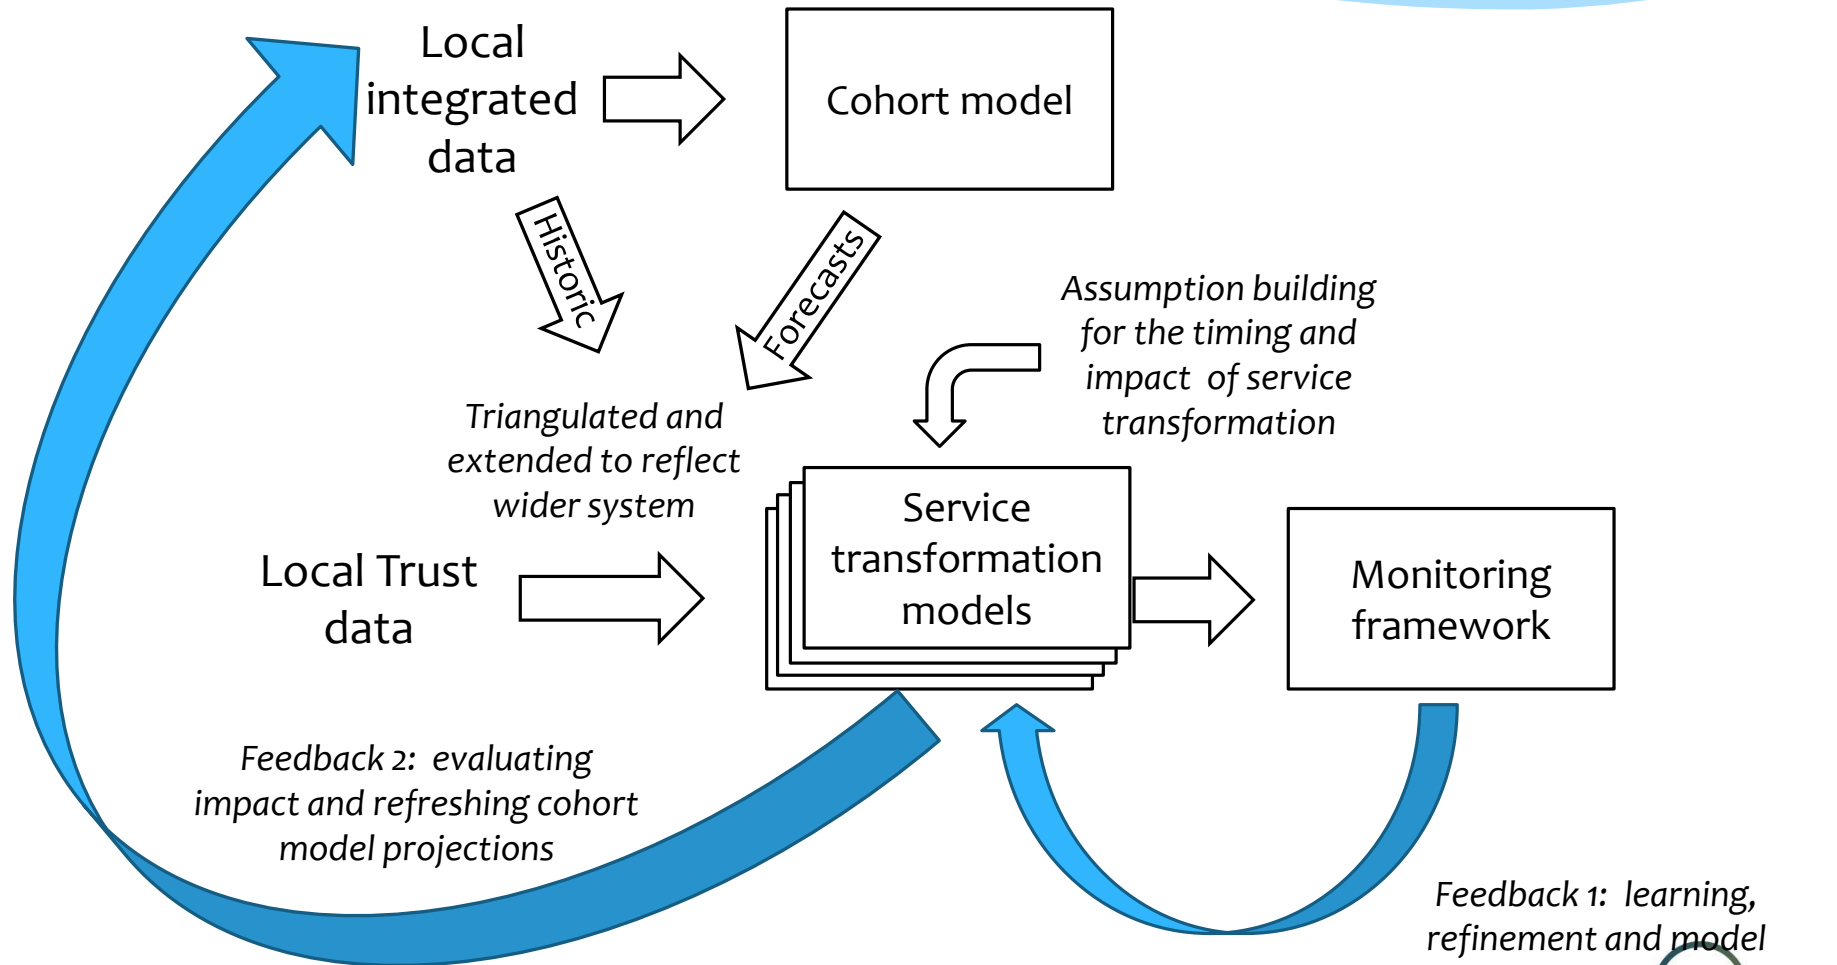 Local
integrated
data
Cohort model
Historic
Forecasts
Assumption building
for the timing and
impact of service
transformation
Triangulated and
extended to reflect
wider system
Local Trust
data
Service
transformation
models
Monitoring
framework
Feedback 2: evaluating
impact and refreshing cohort
model projections
Feedback 1: learning,
refinement and model